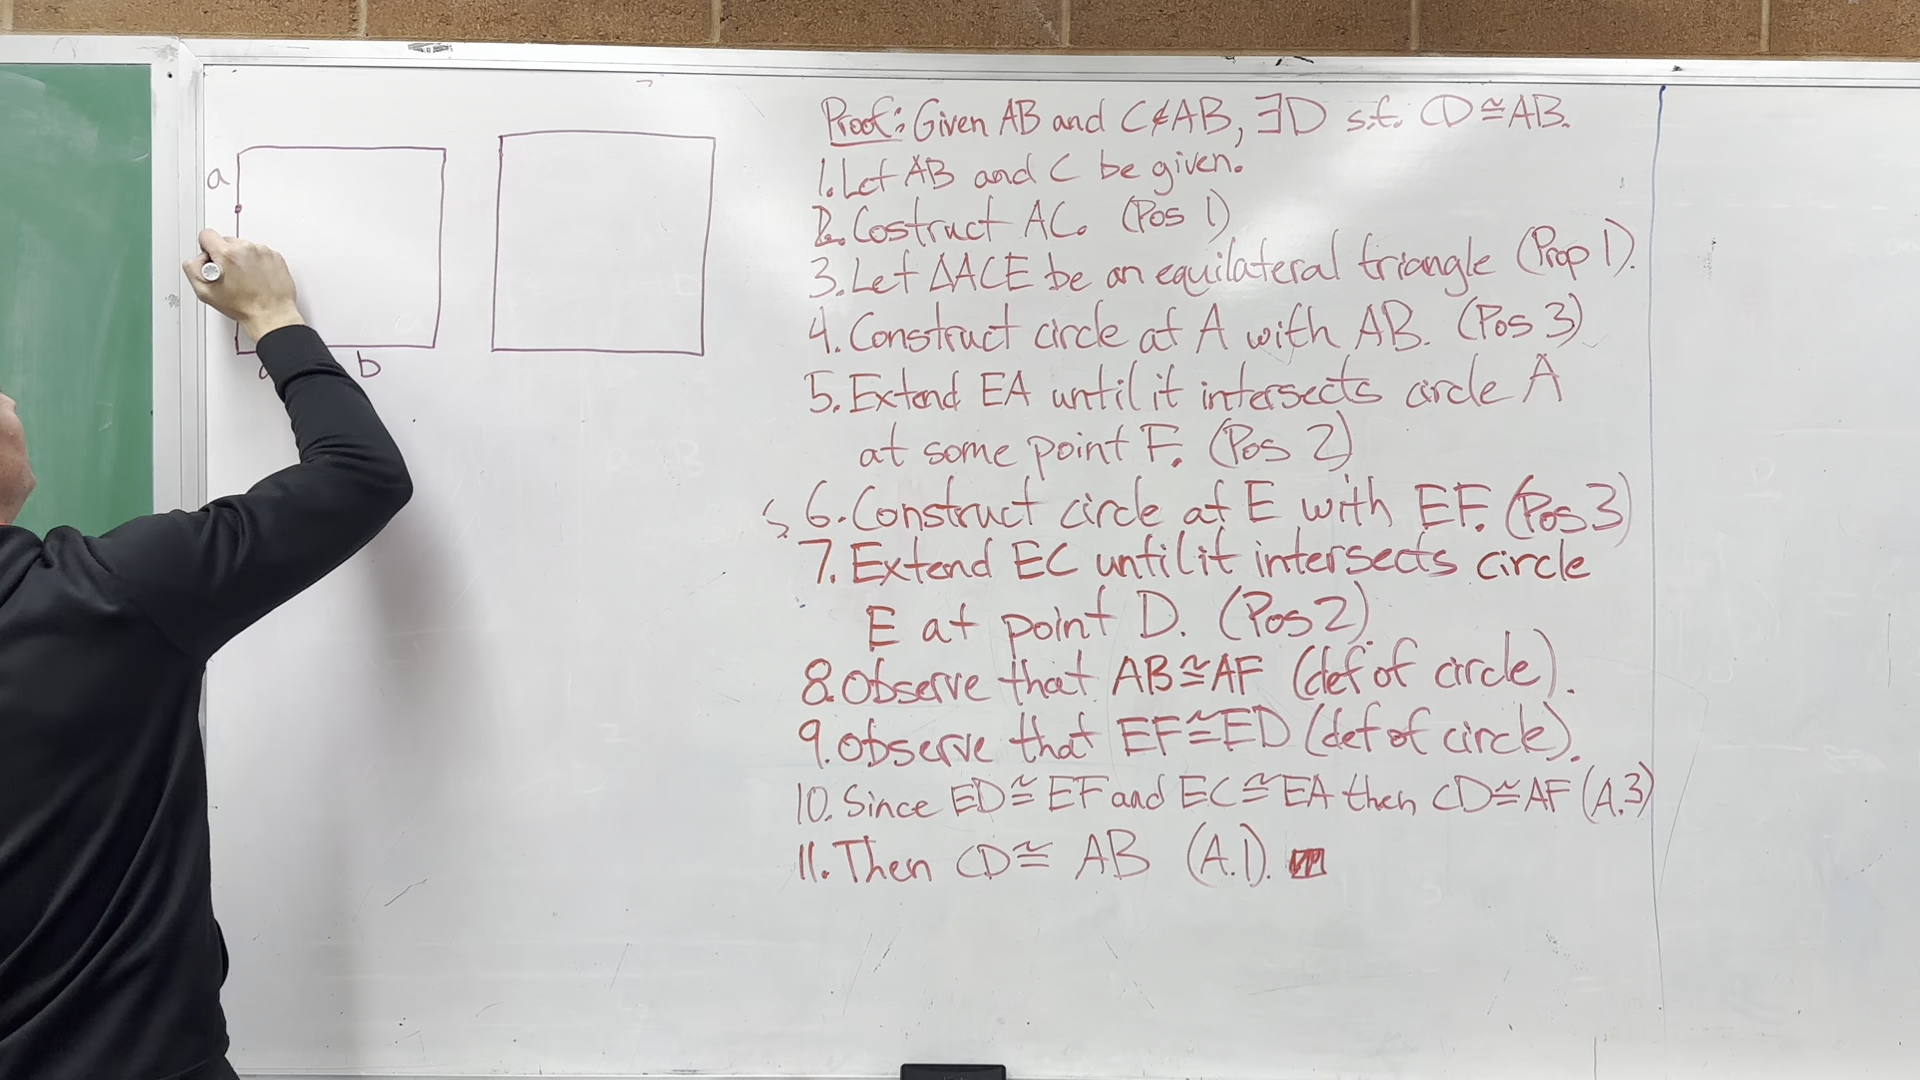 a
b
Proof: Given AB and C∉AB, ∃D s.t. CD≅AB.
1. Let AB and C be given.
2. Costruct AC. (Pos 1)
3. Let ΔACE be an equilateral triangle (Prop 1).
4. Construct circle at A with AB. (Pos 3)
5. Extend EA until it intersects circle A
at some point F. (Pos 2)
6. Construct circle at E with EF. (Pos 3)
7. Extend EC until it intersects circle
E at point D. (Pos 2).
8. Observe that AB≅AF (def of circle).
9. Observe that EF≅ED (def of circle).
10. Since ED≅EF and EC≅EA then CD≅AF (A.3)
11. Then CD≅ AB (A.1).